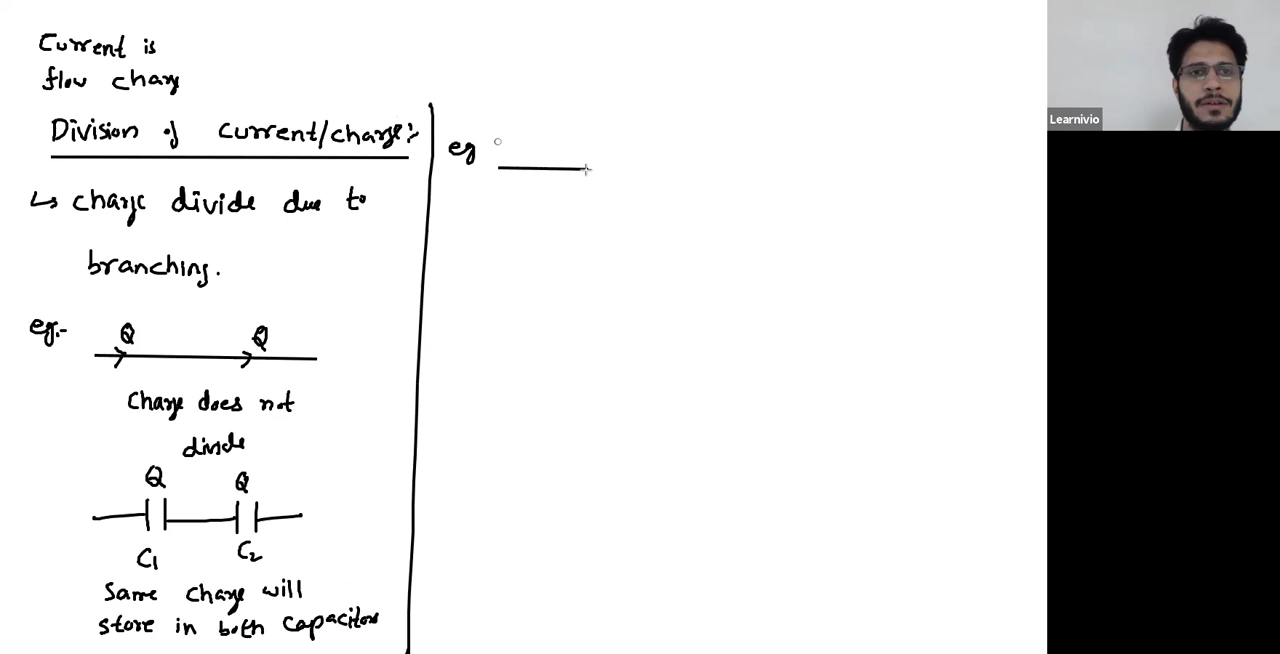 Current is
flow charg
Division of current/charge:-
↳ charge divide due to
branching.
eg:-
Q Q
Charge does not
divide
Q Q
C1 C2
Same charge will
store in both capacitors
eg
Learnivio